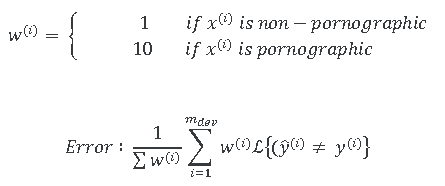 w⁽ⁱ⁾ = { 1 if x⁽ⁱ⁾ is non − pornographic
10 if x⁽ⁱ⁾ is pornographic
Error : 1 / ∑ w⁽ⁱ⁾ ∑ i=1 m_dev w⁽ⁱ⁾ ℒ{(ŷ⁽ⁱ⁾ ≠ y⁽ⁱ⁾}